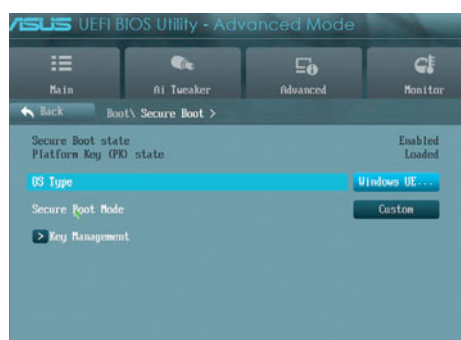 ASUS UEFI BIOS Utility - Advanced Mode
Main Ai Tweaker Advanced Monitor
Back Boot\ Secure Boot >
Secure Boot state Enabled
Platform Key (PK) state Loaded
OS Type Windows UE...
Secure Boot Mode Custom
> Key Management